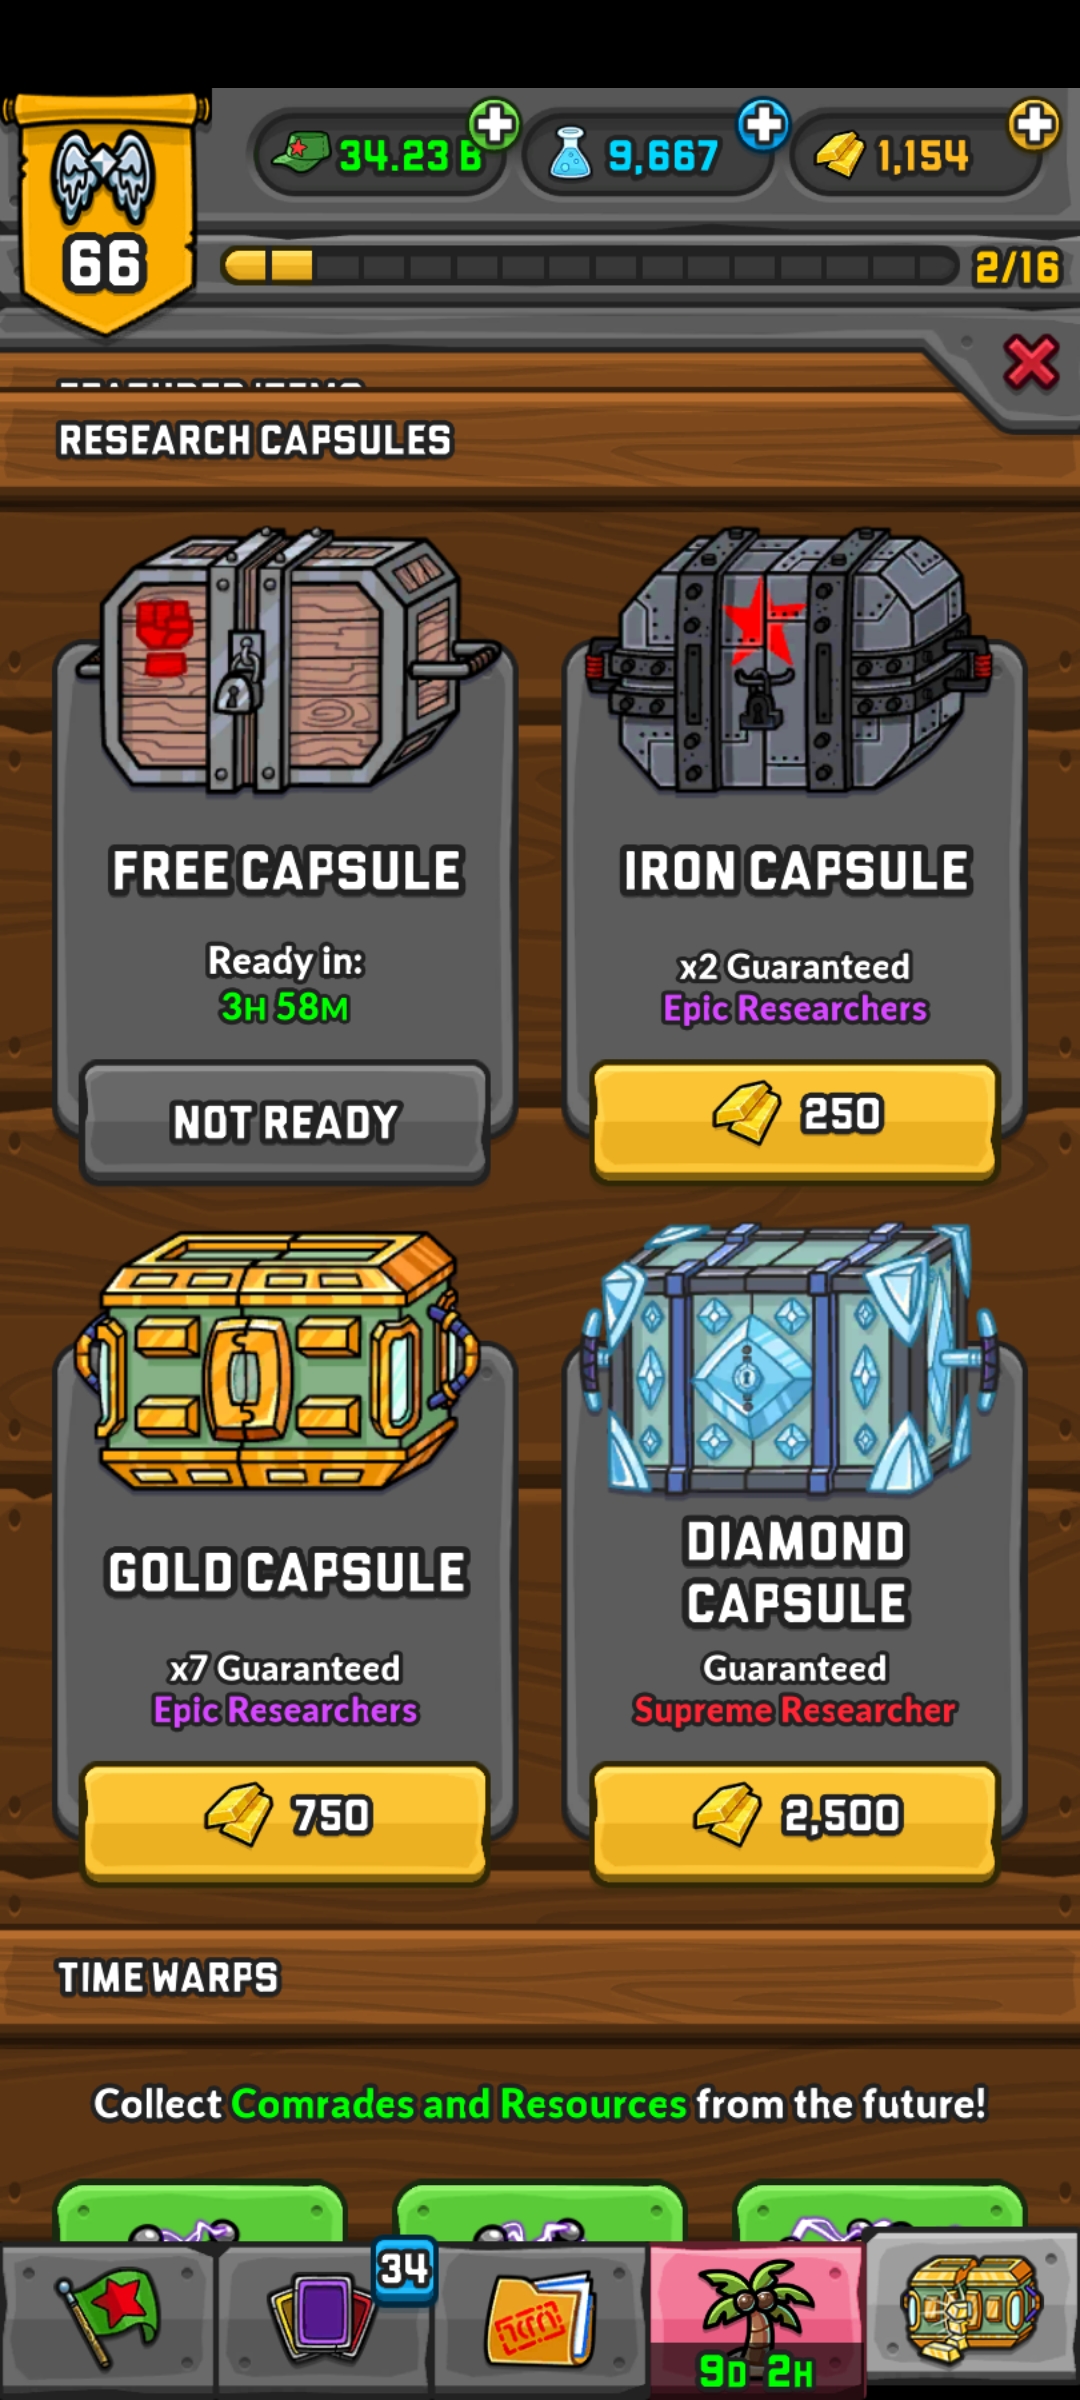 34.23 B
9,667
1,154
66
2/16
RESEARCH CAPSULES
FREE CAPSULE
Ready in:
3H 58M
NOT READY
IRON CAPSULE
x2 Guaranteed
Epic Researchers
250
GOLD CAPSULE
x7 Guaranteed
Epic Researchers
750
DIAMOND
CAPSULE
Guaranteed
Supreme Researcher
2,500
TIME WARPS
Collect Comrades and Resources from the future!
34
9D 2H